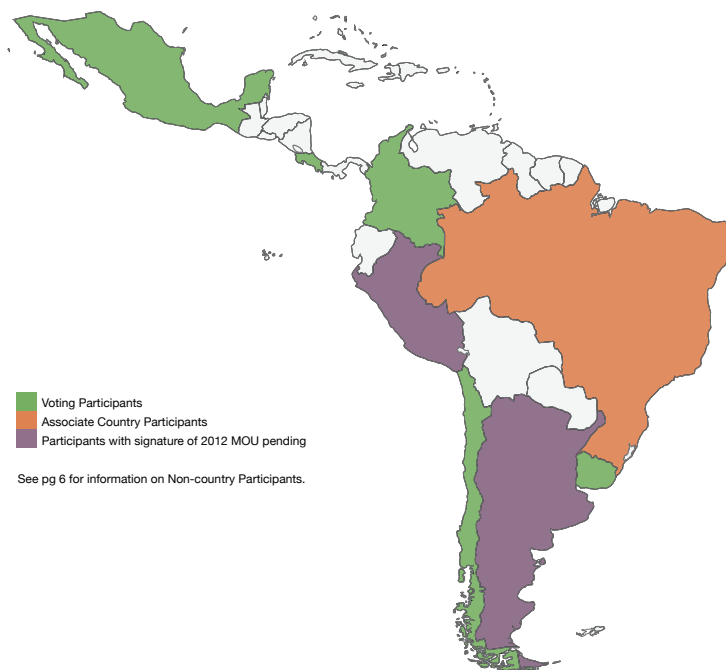 Voting Participants
Associate Country Participants
Participants with signature of 2012 MOU pending
See pg 6 for information on Non-country Participants.